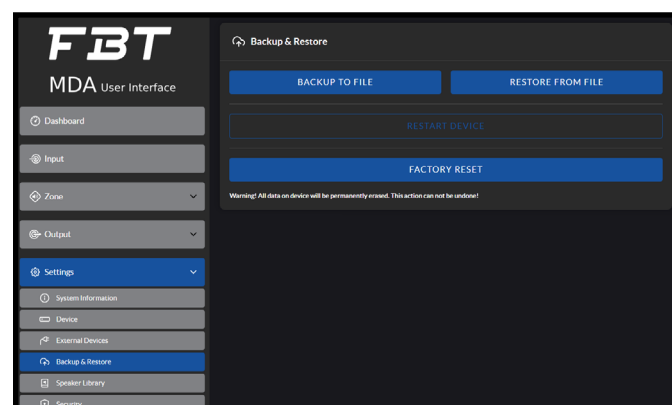 FBT
MDA User Interface
Dashboard
Input
Zone
Output
Settings
System Information
Device
External Devices
Backup & Restore
Speaker Library
Security
Backup & Restore
BACKUP TO FILE
RESTORE FROM FILE
RESTART DEVICE
FACTORY RESET
Warning! All data on device will be permanently erased. This action can not be undone!